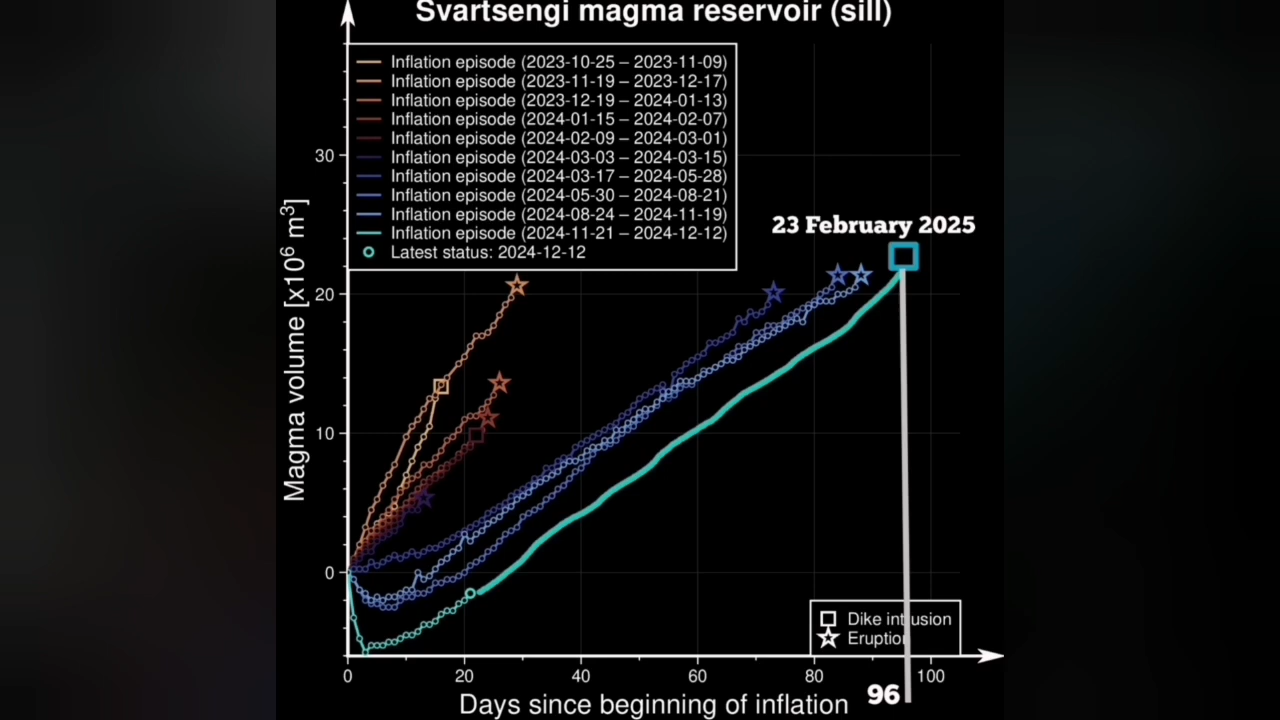 Svartsengi magma reservoir (sill)
Inflation episode (2023-10-25 – 2023-11-09)
Inflation episode (2023-11-19 – 2023-12-17)
Inflation episode (2023-12-19 – 2024-01-13)
Inflation episode (2024-01-15 – 2024-02-07)
Inflation episode (2024-02-09 – 2024-03-01)
Inflation episode (2024-03-03 – 2024-03-15)
Inflation episode (2024-03-17 – 2024-05-28)
Inflation episode (2024-05-30 – 2024-08-21)
Inflation episode (2024-08-24 – 2024-11-19)
Inflation episode (2024-11-21 – 2024-12-12)
Latest status: 2024-12-12
23 February 2025
30
20
10
0
Magma volume [x10⁶ m³]
Dike intrusion
Eruption
0 20 40 60 80 100
Days since beginning of inflation
96